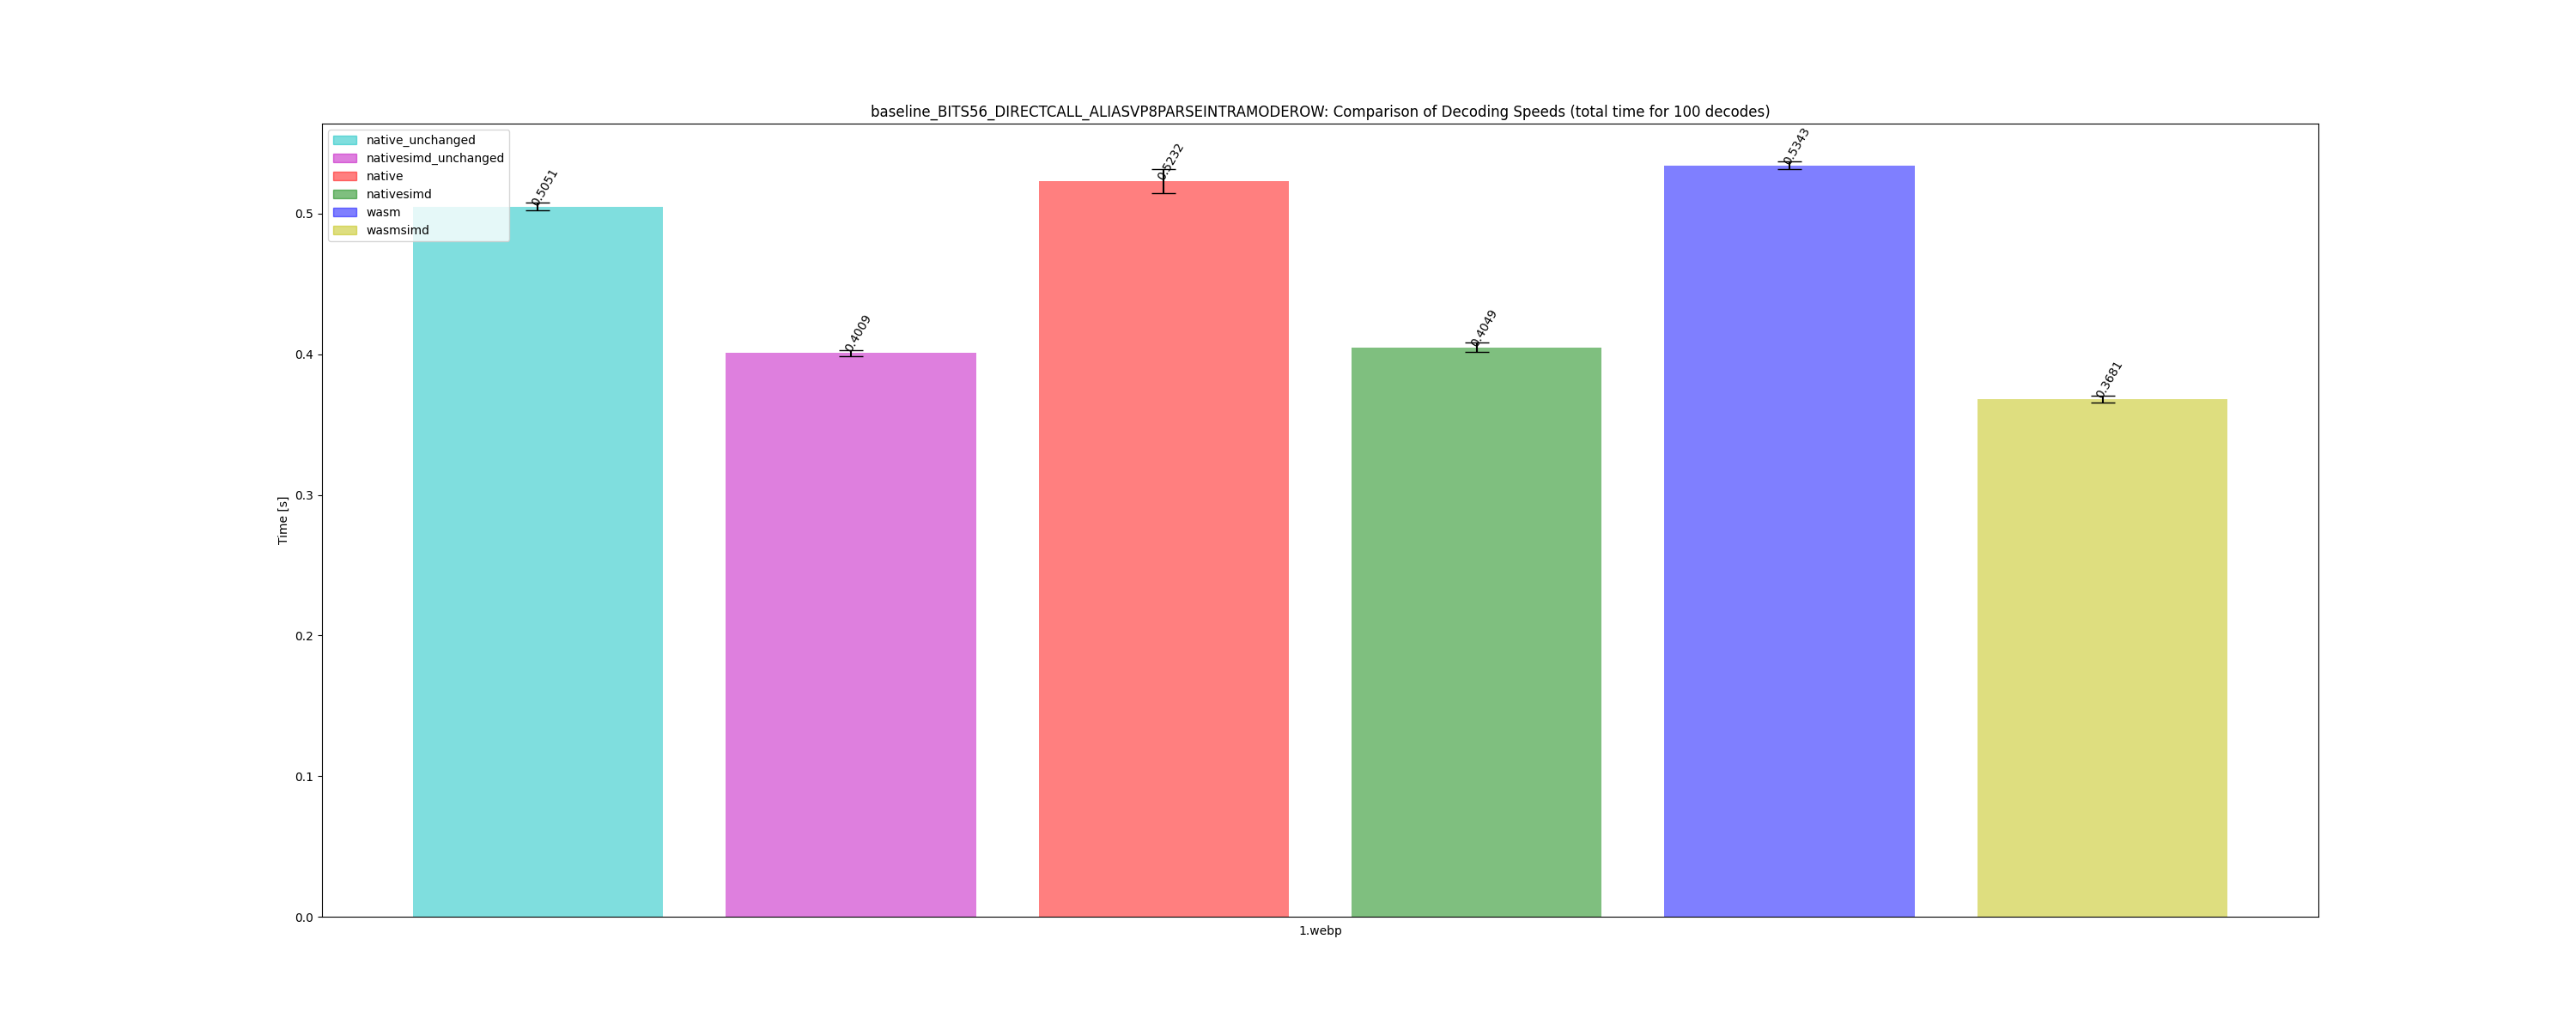 baseline_BITS56_DIRECTCALL_ALIASVP8PARSEINTRAMODEROW: Comparison of Decoding Speeds (total time for 100 decodes)
native_unchanged
nativesimd_unchanged
native
nativesimd
wasm
wasmsimd
0.5051
0.4009
0.5232
0.4049
0.5343
0.3681
Time [s]
0.5
0.4
0.3
0.2
0.1
0.0
1.webp